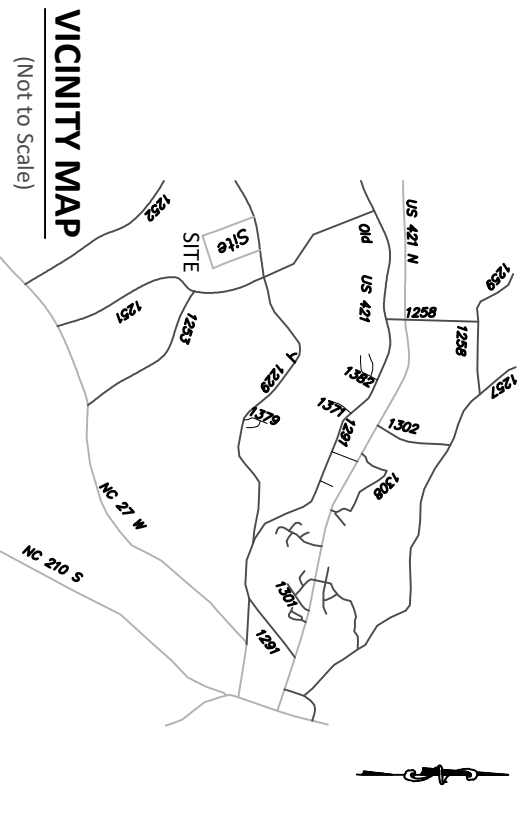 VICINITY MAP
(Not to Scale)
US 421 N
Old US 421
1259
1258
1258
1257
1302
1382
1371
1291
1308
1252
Site
SITE
1251
1253
1229
1379
NC 27 W
NC 210 S
1301
1291